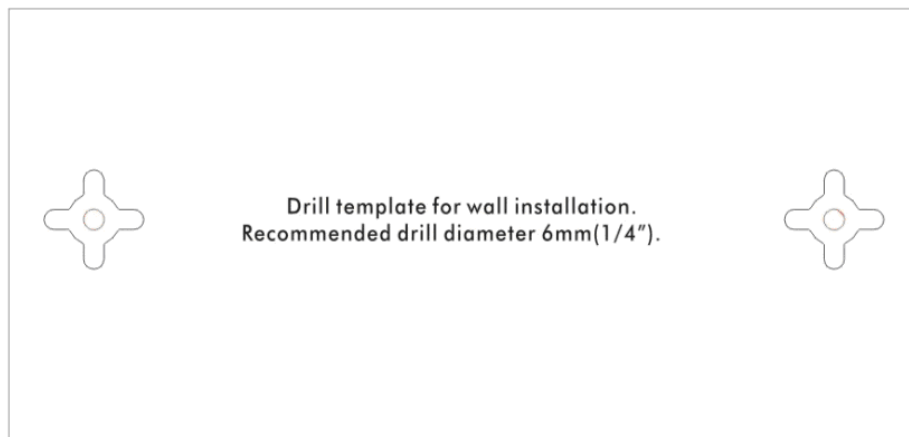 Drill template for wall installation.
Recommended drill diameter 6mm(1/4").